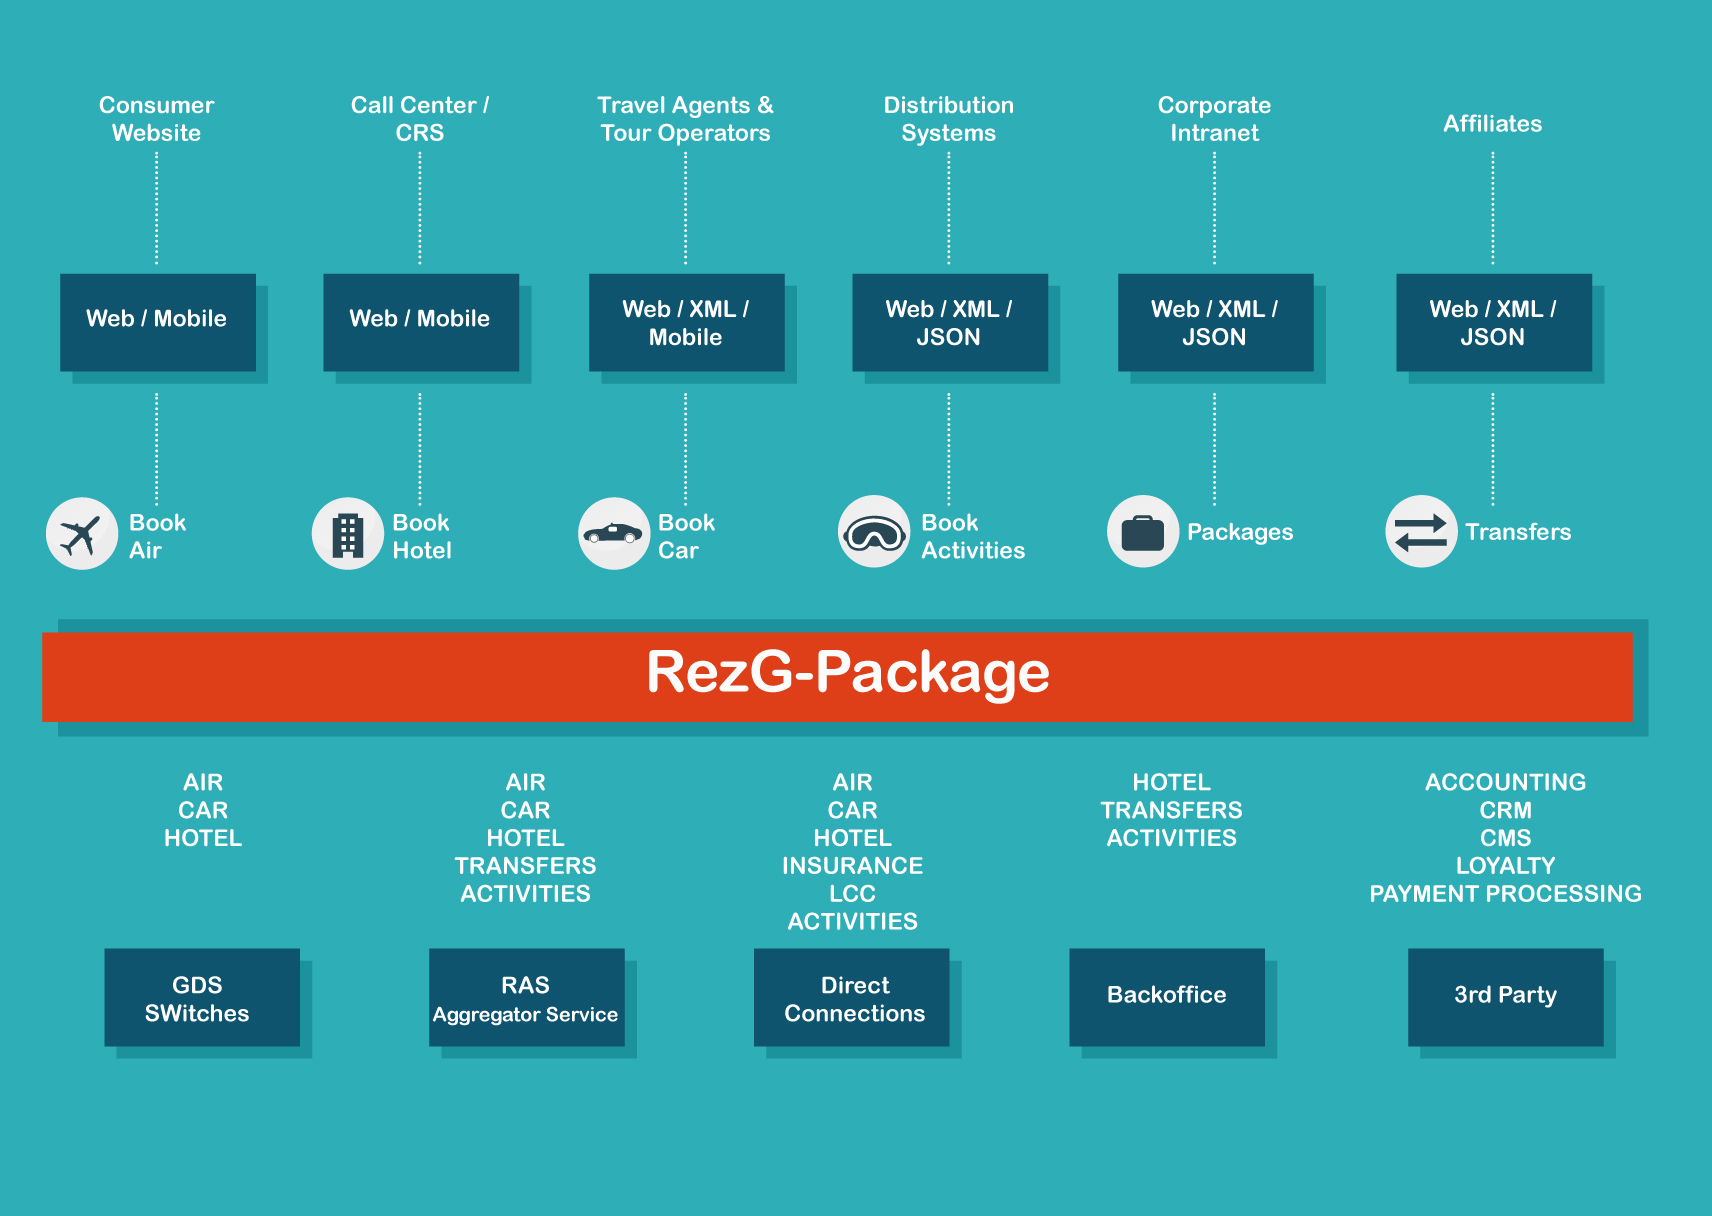 Consumer
Website
Call Center /
CRS
Travel Agents &
Tour Operators
Distribution
Systems
Corporate
Intranet
Affiliates
Web / Mobile
Web / Mobile
Web / XML /
Mobile
Web / XML /
JSON
Web / XML /
JSON
Web / XML /
JSON
Book
Air
Book
Hotel
Book
Car
Book
Activities
Packages
Transfers
RezG-Package
AIR
CAR
HOTEL
AIR
CAR
HOTEL
TRANSFERS
ACTIVITIES
AIR
CAR
HOTEL
INSURANCE
LCC
ACTIVITIES
HOTEL
TRANSFERS
ACTIVITIES
ACCOUNTING
CRM
CMS
LOYALTY
PAYMENT PROCESSING
GDS
SWitches
RAS
Aggregator Service
Direct
Connections
Backoffice
3rd Party